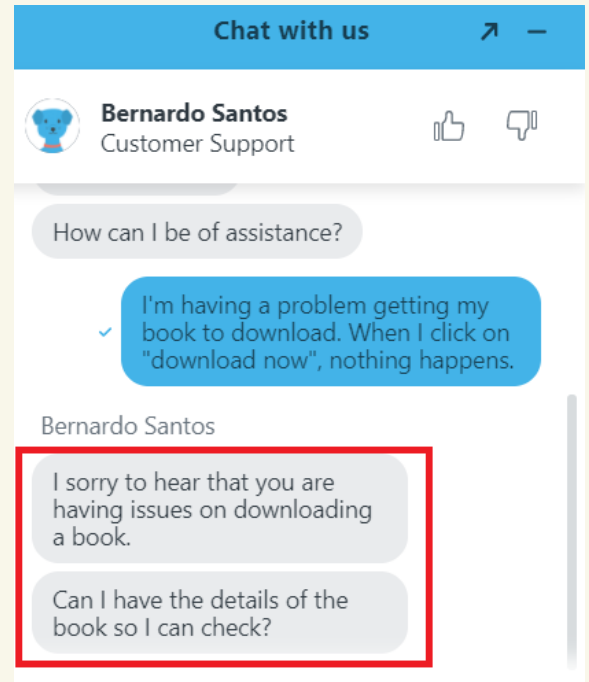 Chat with us
Bernardo Santos
Customer Support
How can I be of assistance?
I'm having a problem getting my
book to download. When I click on
"download now", nothing happens.
Bernardo Santos
I sorry to hear that you are
having issues on downloading
a book.
Can I have the details of the
book so I can check?